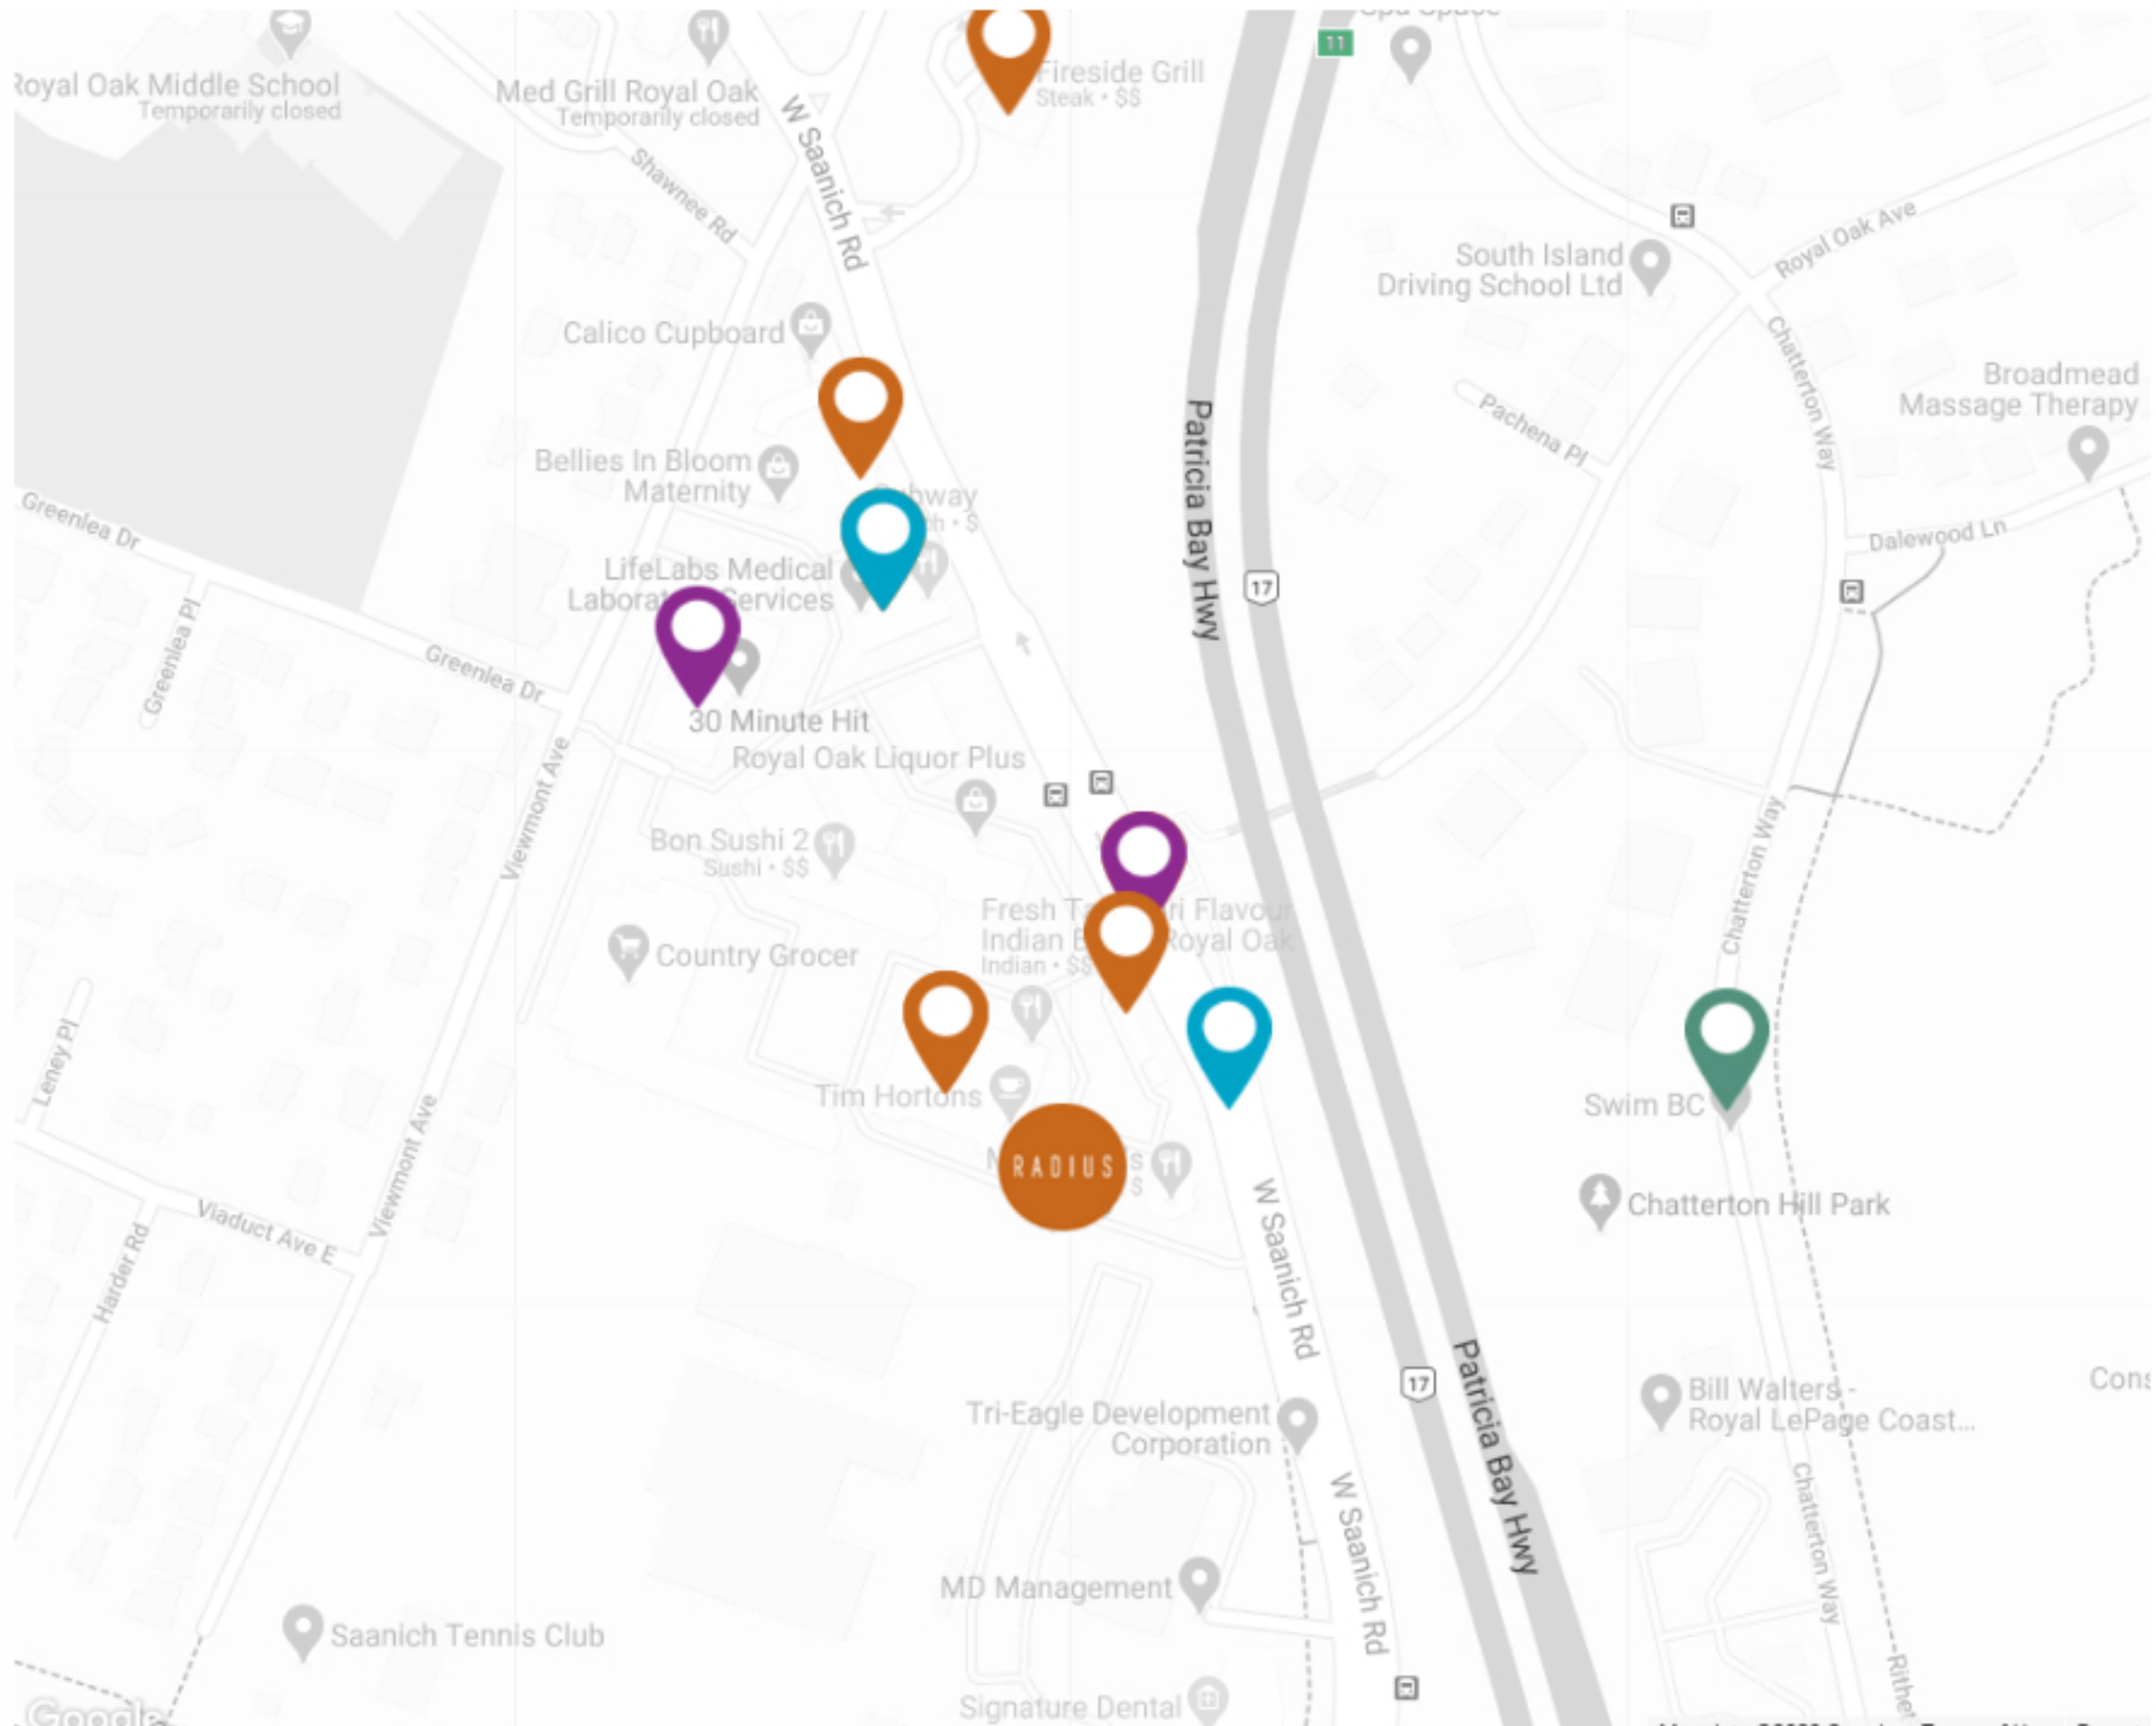 Spa Space
11
Royal Oak Middle School
Temporarily closed
Med Grill Royal Oak
Temporarily closed
Fireside Grill
Steak • $$
W Saanich Rd
Shawnee Rd
Royal Oak Ave
South Island
Driving School Ltd
Calico Cupboard
Chatterton Way
Broadmead
Massage Therapy
Pachena Pl
Patricia Bay Hwy
Bellies In Bloom
Maternity
Greenlea Dr
Dalewood Ln
LifeLabs Medical
Services
17
Greenlea Pl
Greenlea Dr
30 Minute Hit
Royal Oak Liquor Plus
Viewmont Ave
Bon Sushi 2
Sushi • $$
Chatterton Way
Fresh Flavour
Indian Royal Oak
Indian • $$
Country Grocer
Leney Pl
Tim Hortons
Swim BC
RADIUS
Viewmont Ave
Chatterton Hill Park
Viaduct Ave E
W Saanich Rd
Harder Rd
17
Patricia Bay Hwy
Bill Walters -
Royal LePage Coast...
Tri-Eagle Development
Corporation
W Saanich Rd
Chatterton Way
MD Management
Saanich Tennis Club
Signature Dental
Google